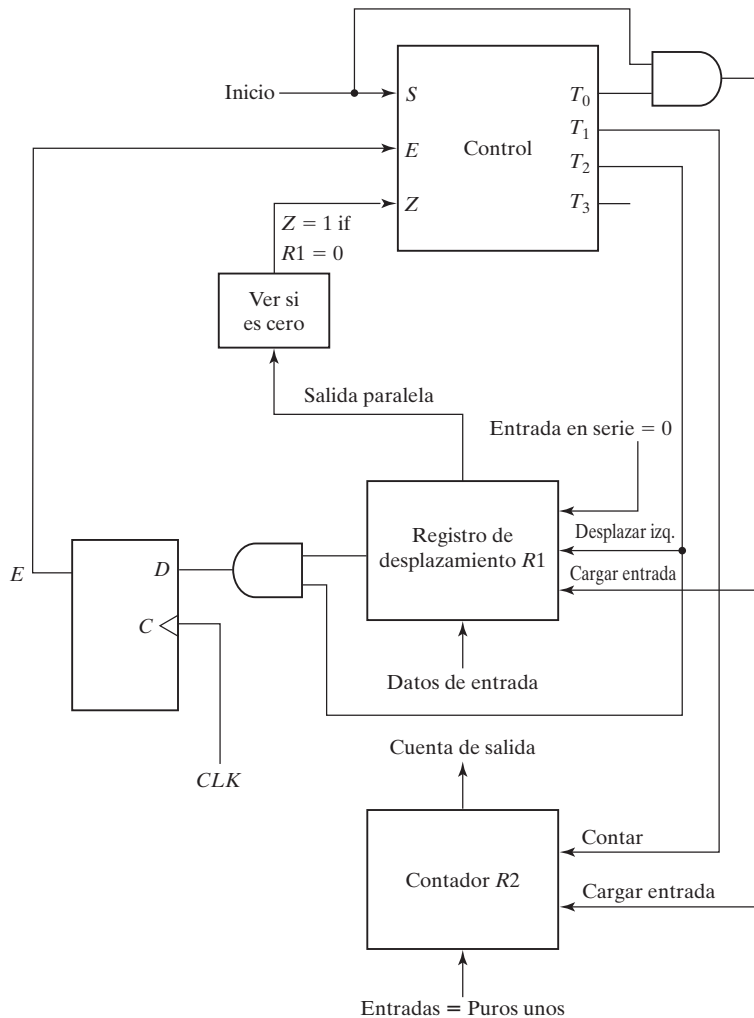 Inicio
S
T0
T1
E
Control
T2
Z
T3
Z = 1 if
R1 = 0
Ver si
es cero
Salida paralela
Entrada en serie = 0
Registro de
desplazamiento R1
Desplazar izq.
Cargar entrada
E
D
C
Datos de entrada
Cuenta de salida
CLK
Contar
Contador R2
Cargar entrada
Entradas = Puros unos